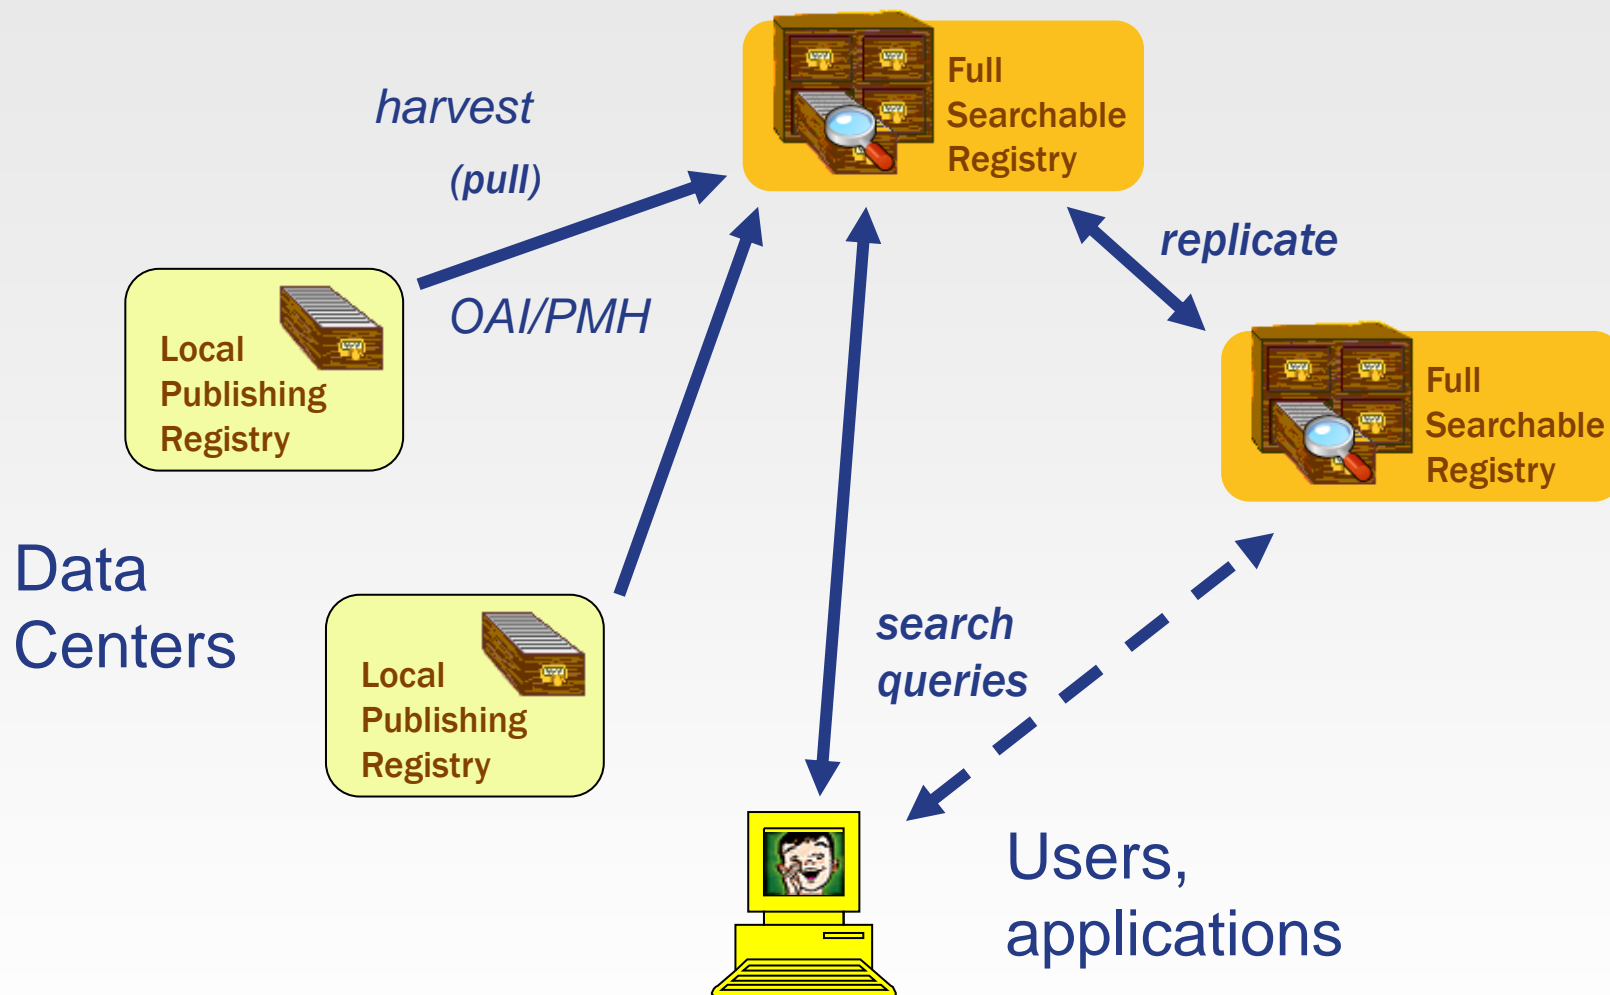 Full
Searchable
Registry
harvest
(pull)
replicate
OAI/PMH
Local
Publishing
Registry
Full
Searchable
Registry
Data
Centers
search
queries
Local
Publishing
Registry
Users,
applications